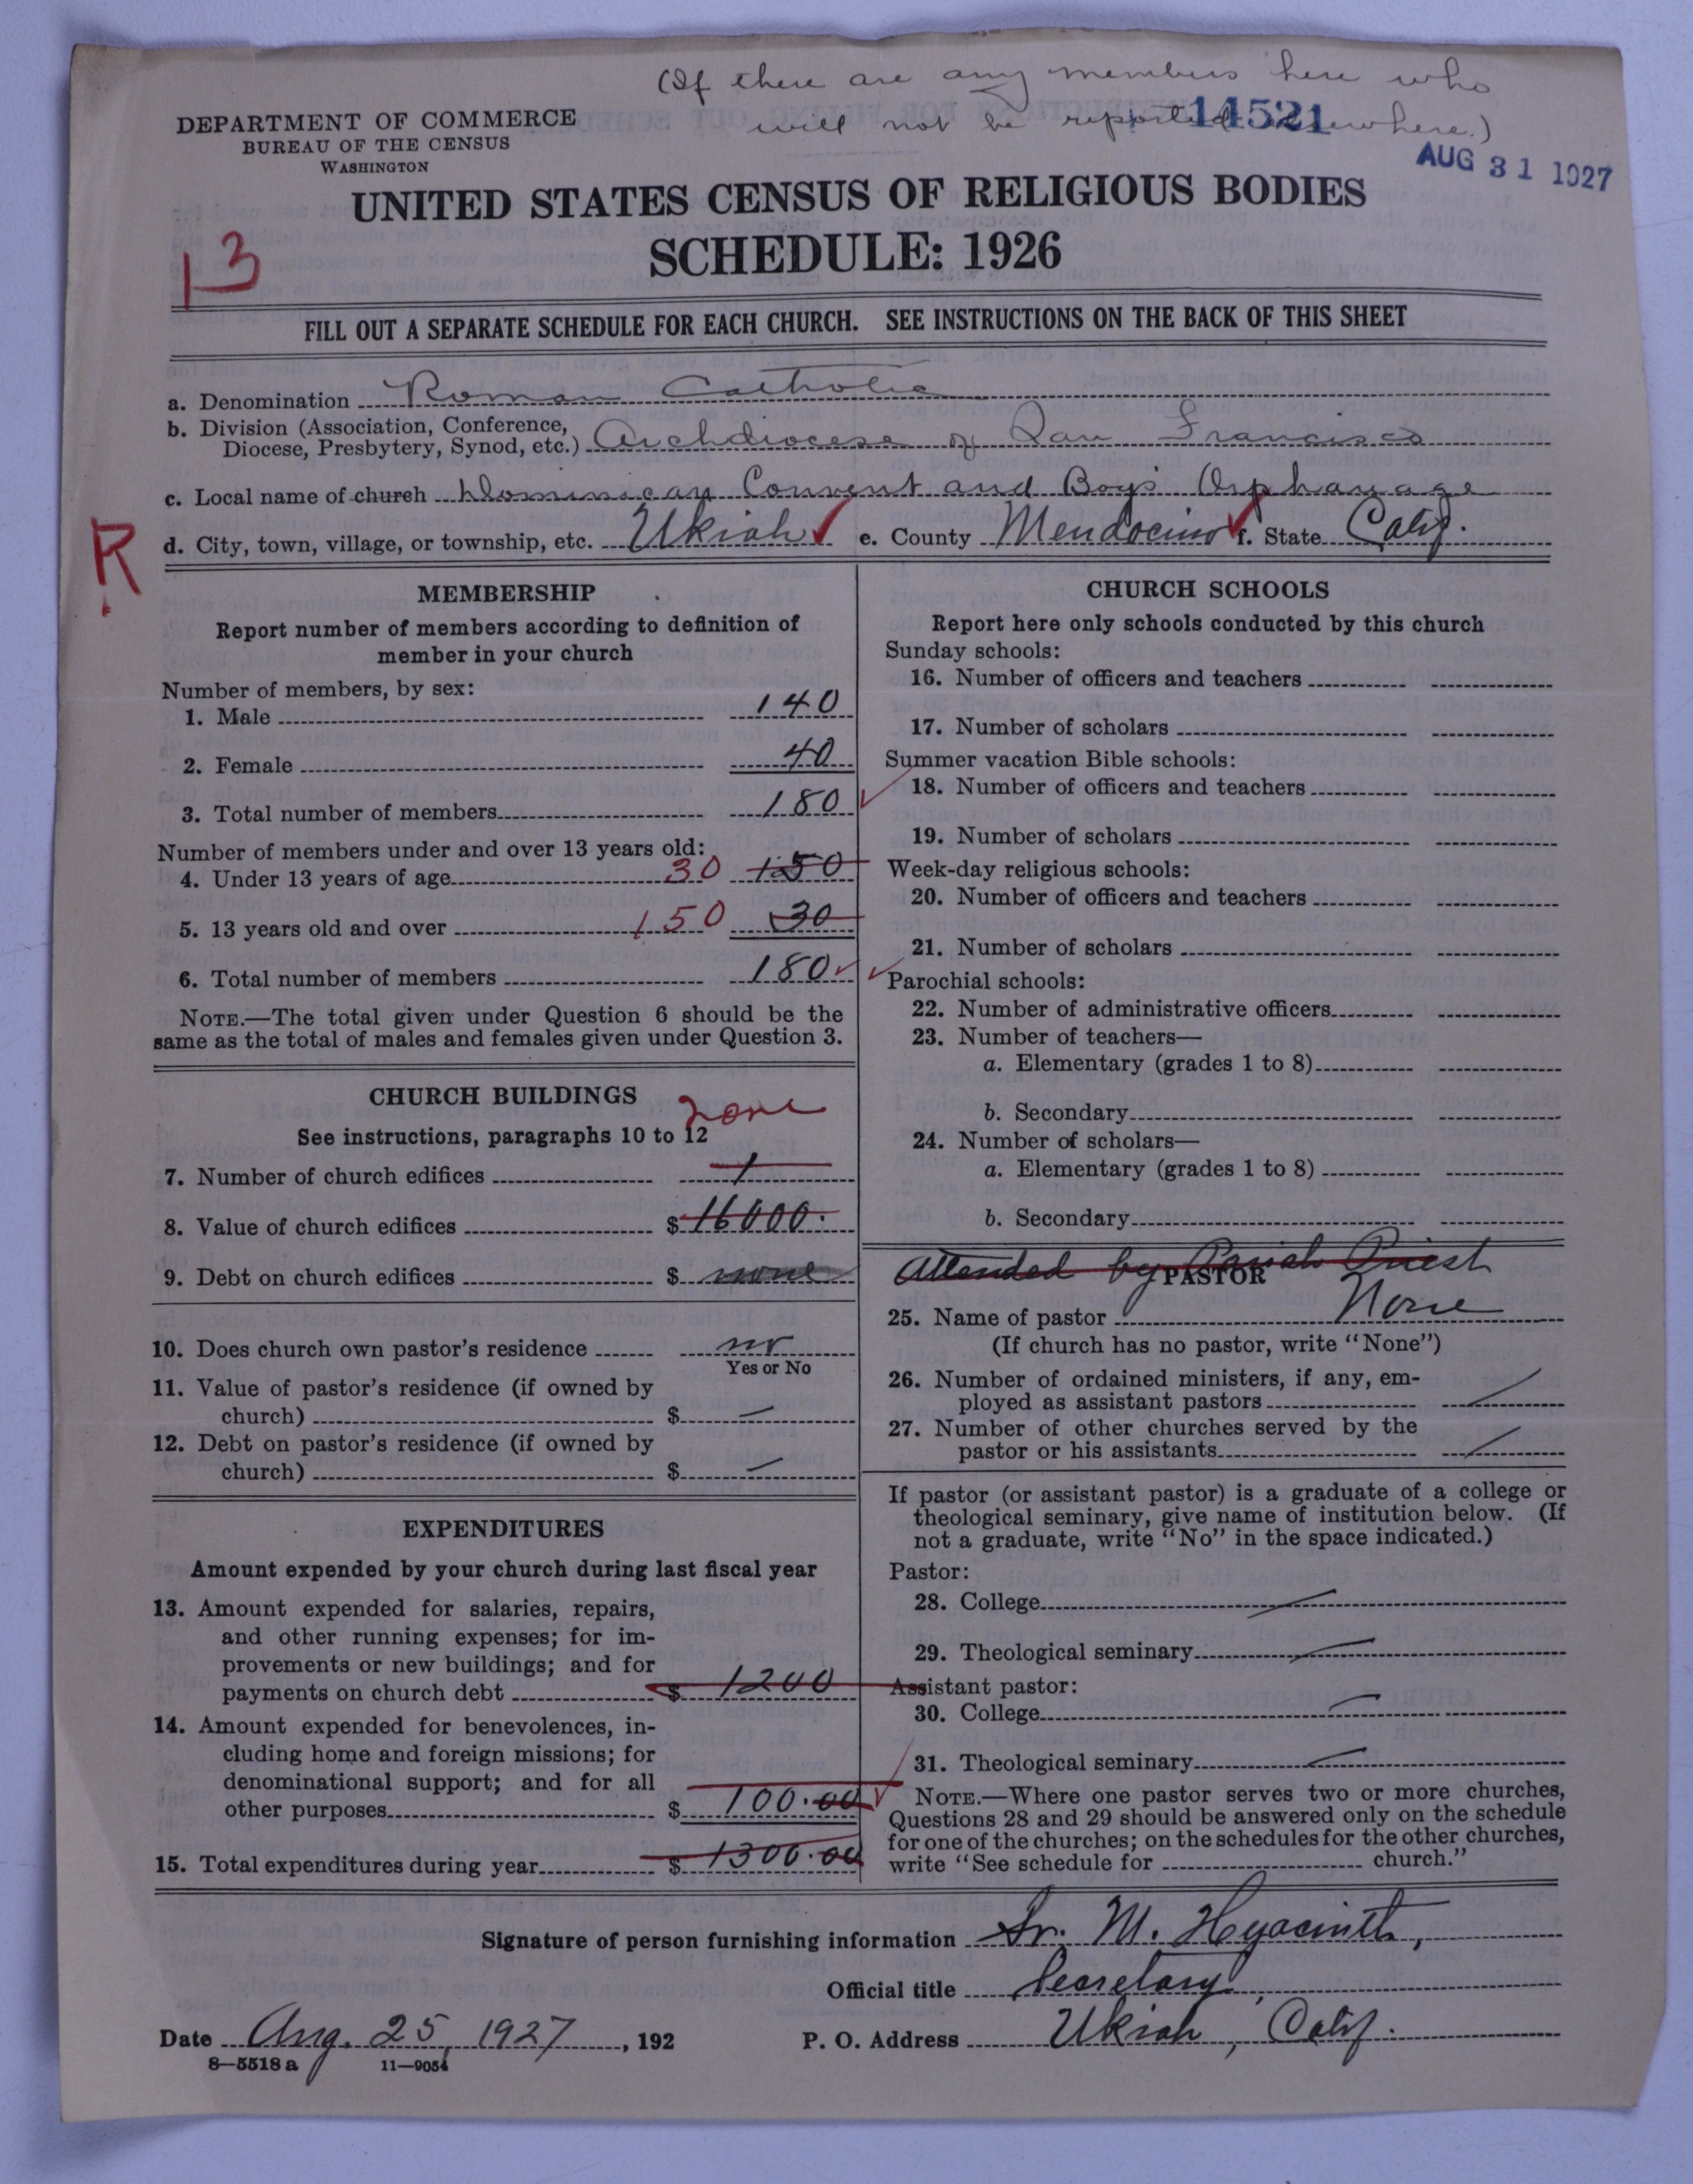 (If there are any members here who
will not be reported elsewhere.)
14521
AUG 31 1927
DEPARTMENT OF COMMERCE
BUREAU OF THE CENSUS
WASHINGTON
UNITED STATES CENSUS OF RELIGIOUS BODIES
SCHEDULE: 1926
13
FILL OUT A SEPARATE SCHEDULE FOR EACH CHURCH. SEE INSTRUCTIONS ON THE BACK OF THIS SHEET
a. Denomination Roman Catholic
b. Division (Association, Conference,
Diocese, Presbytery, Synod, etc.) Archdiocese of San Francisco
c. Local name of church Dominican Convent and Boys Orphanage
R
d. City, town, village, or township, etc. Ukiah e. County Mendocino f. State Calif.
MEMBERSHIP
Report number of members according to definition of
member in your church
Number of members, by sex:
1. Male 140
2. Female 40
3. Total number of members 180
Number of members under and over 13 years old:
4. Under 13 years of age 30 150
5. 13 years old and over 150 30
6. Total number of members 180
NOTE.—The total given under Question 6 should be the
same as the total of males and females given under Question 3.
CHURCH BUILDINGS
none
See instructions, paragraphs 10 to 12
7. Number of church edifices 1
8. Value of church edifices $ 16000.
9. Debt on church edifices $ none
10. Does church own pastor's residence no
Yes or No
11. Value of pastor's residence (if owned by
church) $ —
12. Debt on pastor's residence (if owned by
church) $ —
EXPENDITURES
Amount expended by your church during last fiscal year
13. Amount expended for salaries, repairs,
and other running expenses; for im-
provements or new buildings; and for
payments on church debt $ 1200
14. Amount expended for benevolences, in-
cluding home and foreign missions; for
denominational support; and for all
other purposes $ 100.00
15. Total expenditures during year $ 1300.00
CHURCH SCHOOLS
Report here only schools conducted by this church
Sunday schools:
16. Number of officers and teachers
17. Number of scholars
Summer vacation Bible schools:
18. Number of officers and teachers
19. Number of scholars
Week-day religious schools:
20. Number of officers and teachers
21. Number of scholars
Parochial schools:
22. Number of administrative officers
23. Number of teachers—
a. Elementary (grades 1 to 8)
b. Secondary
24. Number of scholars—
a. Elementary (grades 1 to 8)
b. Secondary
Attended by Parish Priest
PASTOR
25. Name of pastor None
(If church has no pastor, write "None")
26. Number of ordained ministers, if any, em-
ployed as assistant pastors
27. Number of other churches served by the
pastor or his assistants
If pastor (or assistant pastor) is a graduate of a college or
theological seminary, give name of institution below. (If
not a graduate, write "No" in the space indicated.)
Pastor:
28. College
29. Theological seminary
Assistant pastor:
30. College
31. Theological seminary
NOTE.—Where one pastor serves two or more churches,
Questions 28 and 29 should be answered only on the schedule
for one of the churches; on the schedules for the other churches,
write "See schedule for church."
Signature of person furnishing information Sr. M. Hyacinth,
Official title Secretary,
Date Aug. 25, 1927, 192 P. O. Address Ukiah, Calif.
8—5518 a 11—9054